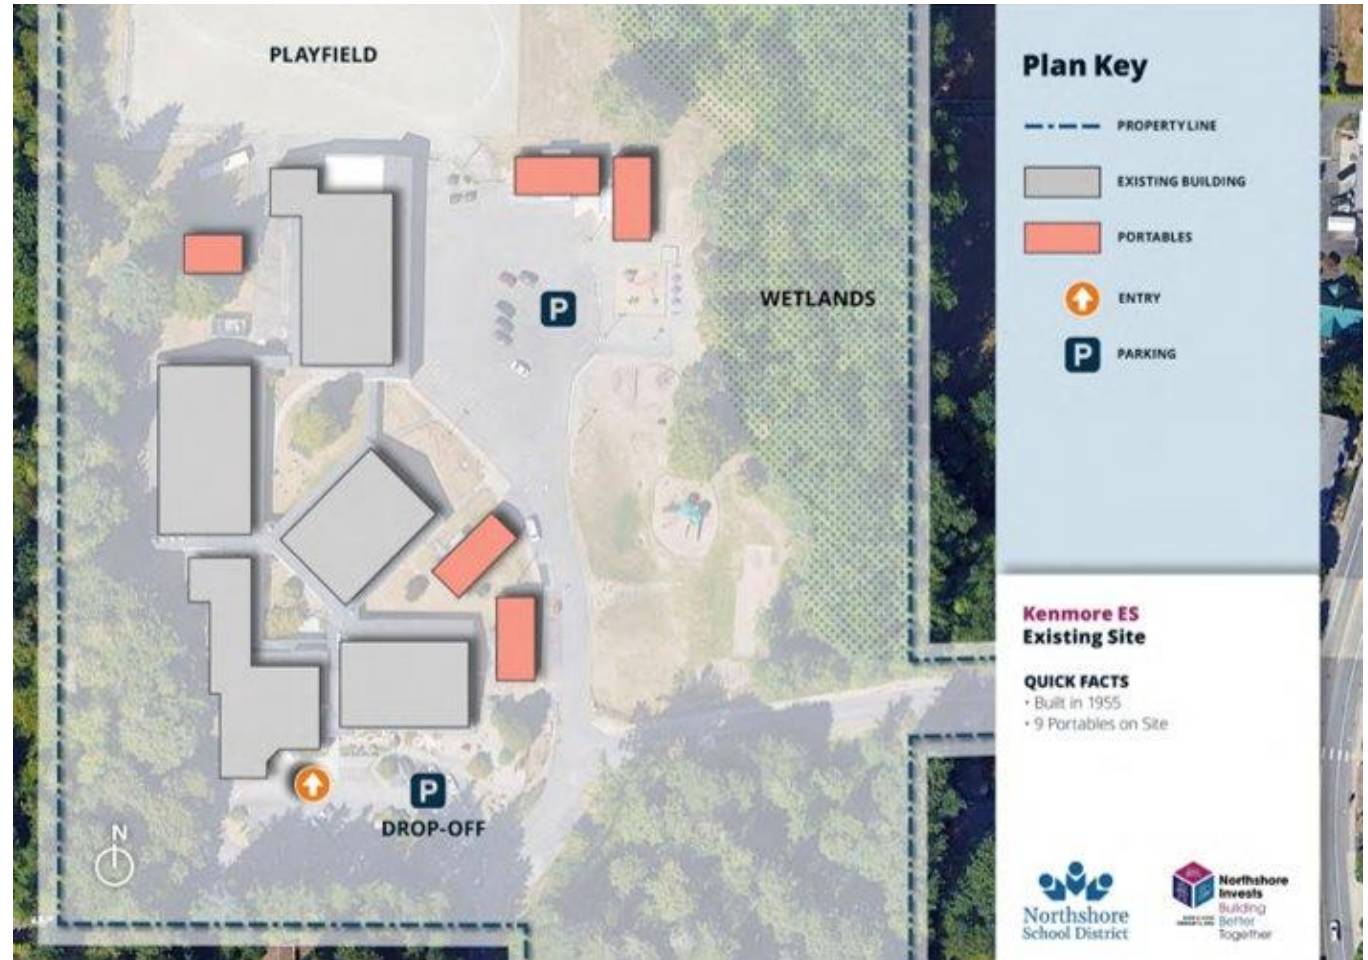 PLAYFIELD
WETLANDS
P
P
DROP-OFF
N
Plan Key
PROPERTY LINE
EXISTING BUILDING
PORTABLES
ENTRY
P
PARKING
Kenmore ES
Existing Site
QUICK FACTS
• Built in 1955
• 9 Portables on Site
Northshore
School District
Northshore
Invests
Building
Better
Together